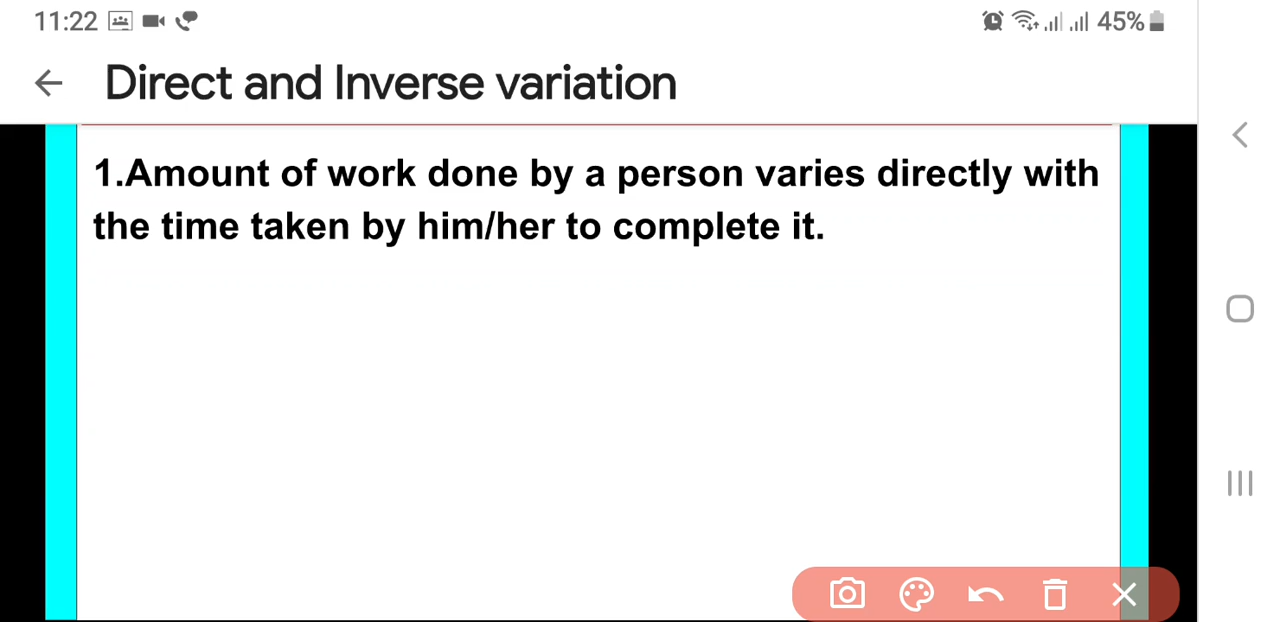 11:22 45%
Direct and Inverse variation
1.Amount of work done by a person varies directly with
the time taken by him/her to complete it.